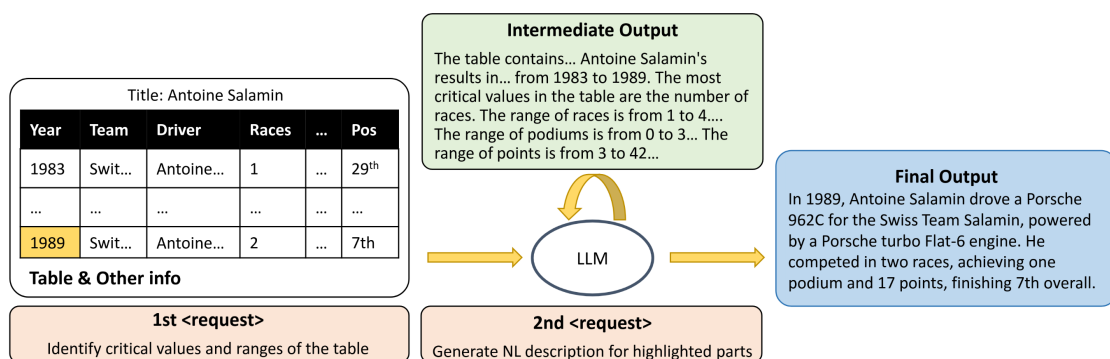 Title: Antoine Salamin
Year Team Driver Races ... Pos
1983 Swit... Antoine... 1 ... 29th
... ... ... ... ... ...
1989 Swit... Antoine... 2 ... 7th
Table & Other info
1st <request>
Identify critical values and ranges of the table
Intermediate Output
The table contains... Antoine Salamin's
results in... from 1983 to 1989. The most
critical values in the table are the number of
races. The range of races is from 1 to 4....
The range of podiums is from 0 to 3... The
range of points is from 3 to 42...
LLM
2nd <request>
Generate NL description for highlighted parts
Final Output
In 1989, Antoine Salamin drove a Porsche
962C for the Swiss Team Salamin, powered
by a Porsche turbo Flat-6 engine. He
competed in two races, achieving one
podium and 17 points, finishing 7th overall.